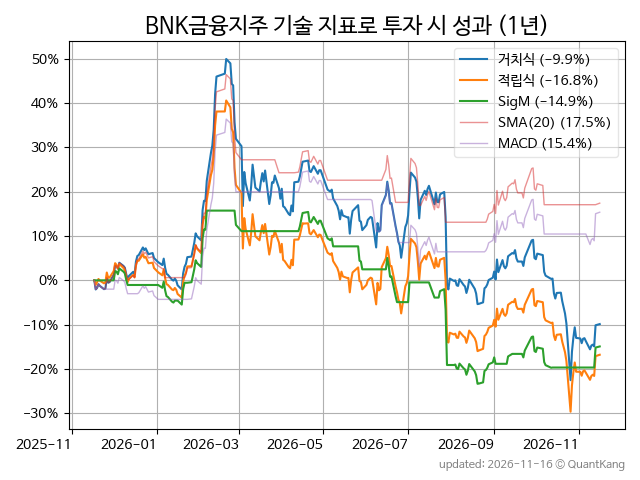 BNK금융지주 기술 지표로 투자 시 성과 (1년)
거치식 (-9.9%)
적립식 (-16.8%)
SigM (-14.9%)
SMA(20) (17.5%)
MACD (15.4%)
50%
40%
30%
20%
10%
0%
-10%
-20%
-30%
2025-11 2026-01 2026-03 2026-05 2026-07 2026-09 2026-11
updated: 2026-11-16 © QuantKang